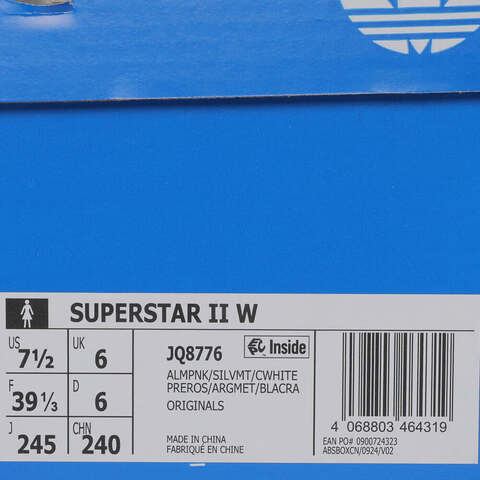 SUPERSTAR II W
US 7½ UK 6
F 39⅓ D 6
J 245 CHN 240
JQ8776 Inside
ALMPNK/SILVMT/CWHITE
PREROS/ARGMET/BLACRA
ORIGINALS
MADE IN CHINA
FABRIQUÉ EN CHINE
4 068803 464319
EAN PO# 0900724323
ABSBOXCN/0924/V02